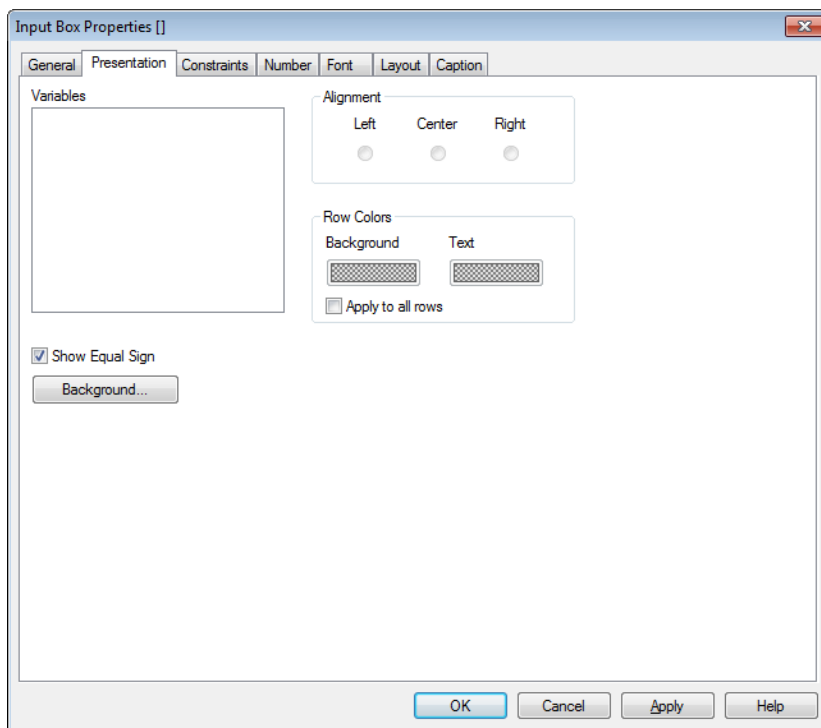 Input Box Properties []
General Presentation Constraints Number Font Layout Caption
Variables
Alignment
Left Center Right
Row Colors
Background Text
Apply to all rows
Show Equal Sign
Background...
OK Cancel Apply Help